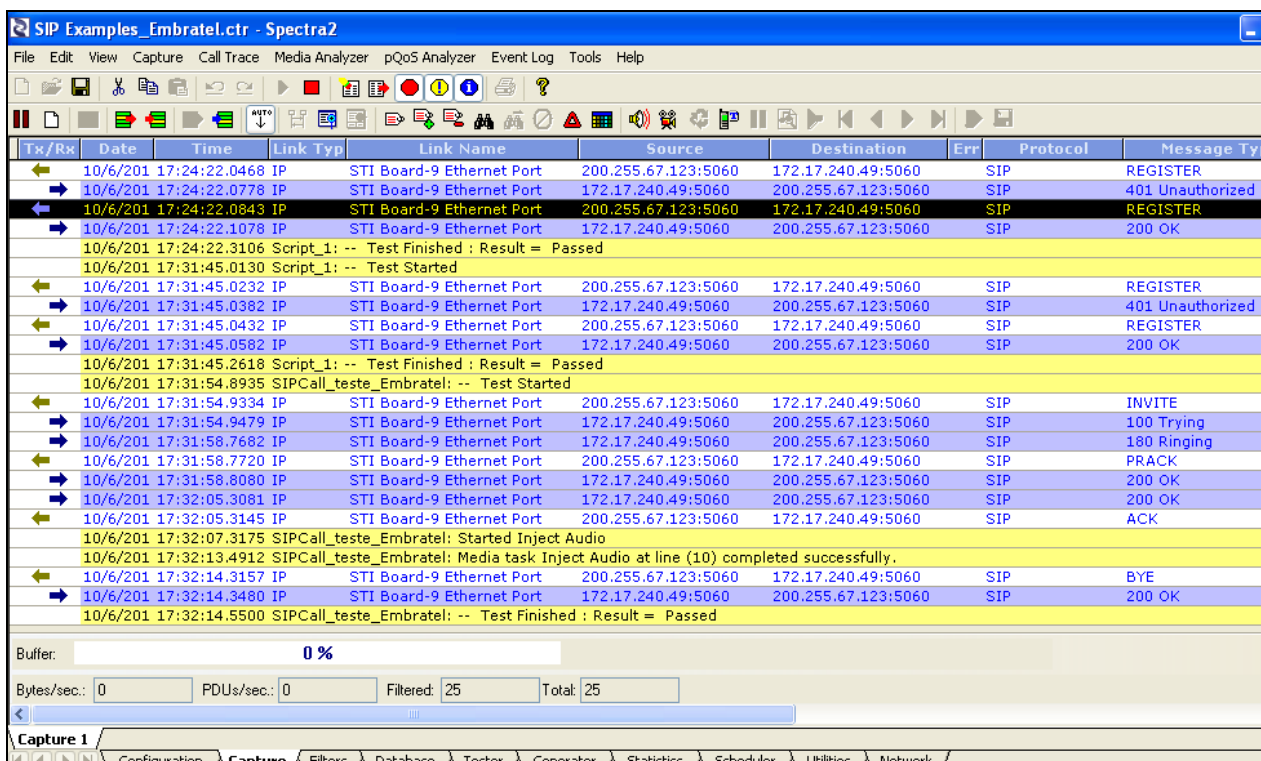 SIP Examples_Embratel.ctr - Spectra2
File Edit View Capture Call Trace Media Analyzer pQoS Analyzer Event Log Tools Help
AUTO
Tx/Rx Date Time Link Typ Link Name Source Destination Err Protocol Message Typ
10/6/201 17:24:22.0468 IP STI Board-9 Ethernet Port 200.255.67.123:5060 172.17.240.49:5060 SIP REGISTER
10/6/201 17:24:22.0778 IP STI Board-9 Ethernet Port 172.17.240.49:5060 200.255.67.123:5060 SIP 401 Unauthorized
10/6/201 17:24:22.0843 IP STI Board-9 Ethernet Port 200.255.67.123:5060 172.17.240.49:5060 SIP REGISTER
10/6/201 17:24:22.1078 IP STI Board-9 Ethernet Port 172.17.240.49:5060 200.255.67.123:5060 SIP 200 OK
10/6/201 17:24:22.3106 Script_1: -- Test Finished : Result = Passed
10/6/201 17:31:45.0130 Script_1: -- Test Started
10/6/201 17:31:45.0232 IP STI Board-9 Ethernet Port 200.255.67.123:5060 172.17.240.49:5060 SIP REGISTER
10/6/201 17:31:45.0382 IP STI Board-9 Ethernet Port 172.17.240.49:5060 200.255.67.123:5060 SIP 401 Unauthorized
10/6/201 17:31:45.0432 IP STI Board-9 Ethernet Port 200.255.67.123:5060 172.17.240.49:5060 SIP REGISTER
10/6/201 17:31:45.0582 IP STI Board-9 Ethernet Port 172.17.240.49:5060 200.255.67.123:5060 SIP 200 OK
10/6/201 17:31:45.2618 Script_1: -- Test Finished : Result = Passed
10/6/201 17:31:54.8935 SIPCall_teste_Embratel: -- Test Started
10/6/201 17:31:54.9334 IP STI Board-9 Ethernet Port 200.255.67.123:5060 172.17.240.49:5060 SIP INVITE
10/6/201 17:31:54.9479 IP STI Board-9 Ethernet Port 172.17.240.49:5060 200.255.67.123:5060 SIP 100 Trying
10/6/201 17:31:58.7682 IP STI Board-9 Ethernet Port 172.17.240.49:5060 200.255.67.123:5060 SIP 180 Ringing
10/6/201 17:31:58.7720 IP STI Board-9 Ethernet Port 200.255.67.123:5060 172.17.240.49:5060 SIP PRACK
10/6/201 17:31:58.8080 IP STI Board-9 Ethernet Port 172.17.240.49:5060 200.255.67.123:5060 SIP 200 OK
10/6/201 17:32:05.3081 IP STI Board-9 Ethernet Port 172.17.240.49:5060 200.255.67.123:5060 SIP 200 OK
10/6/201 17:32:05.3145 IP STI Board-9 Ethernet Port 200.255.67.123:5060 172.17.240.49:5060 SIP ACK
10/6/201 17:32:07.3175 SIPCall_teste_Embratel: Started Inject Audio
10/6/201 17:32:13.4912 SIPCall_teste_Embratel: Media task Inject Audio at line (10) completed successfully.
10/6/201 17:32:14.3157 IP STI Board-9 Ethernet Port 200.255.67.123:5060 172.17.240.49:5060 SIP BYE
10/6/201 17:32:14.3480 IP STI Board-9 Ethernet Port 172.17.240.49:5060 200.255.67.123:5060 SIP 200 OK
10/6/201 17:32:14.5500 SIPCall_teste_Embratel: -- Test Finished : Result = Passed
Buffer: 0 %
Bytes/sec.: 0 PDUs/sec.: 0 Filtered: 25 Total: 25
Capture 1
Configuration Capture Filters Database Tester Generator Statistics Scheduler Utilities Network